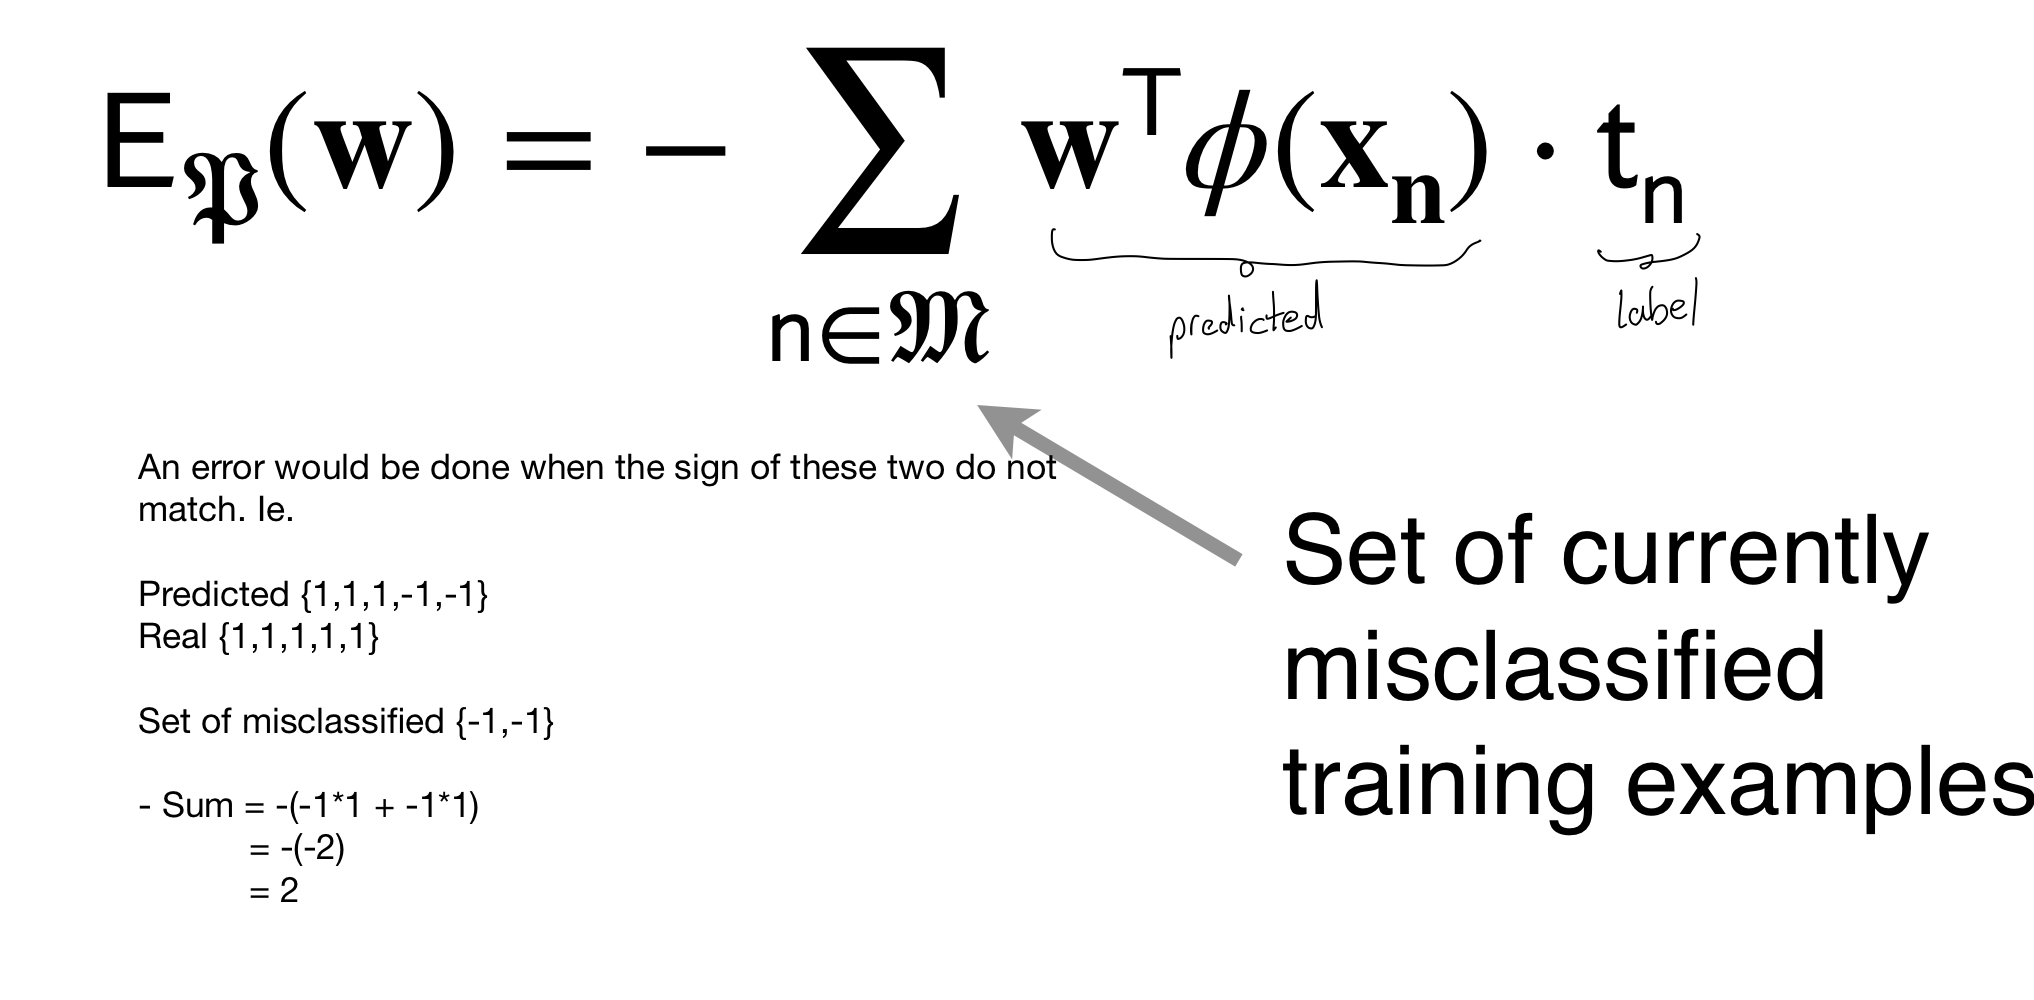 E𝔓(𝐰) = − ∑ 𝐰ᵀϕ(𝐱ₙ) · tₙ
n∈𝔐
predicted
label
An error would be done when the sign of these two do not
match. Ie.
Predicted {1,1,1,-1,-1}
Real {1,1,1,1,1}
Set of misclassified {-1,-1}
- Sum = -(-1*1 + -1*1)
= -(-2)
= 2
Set of currently
misclassified
training examples